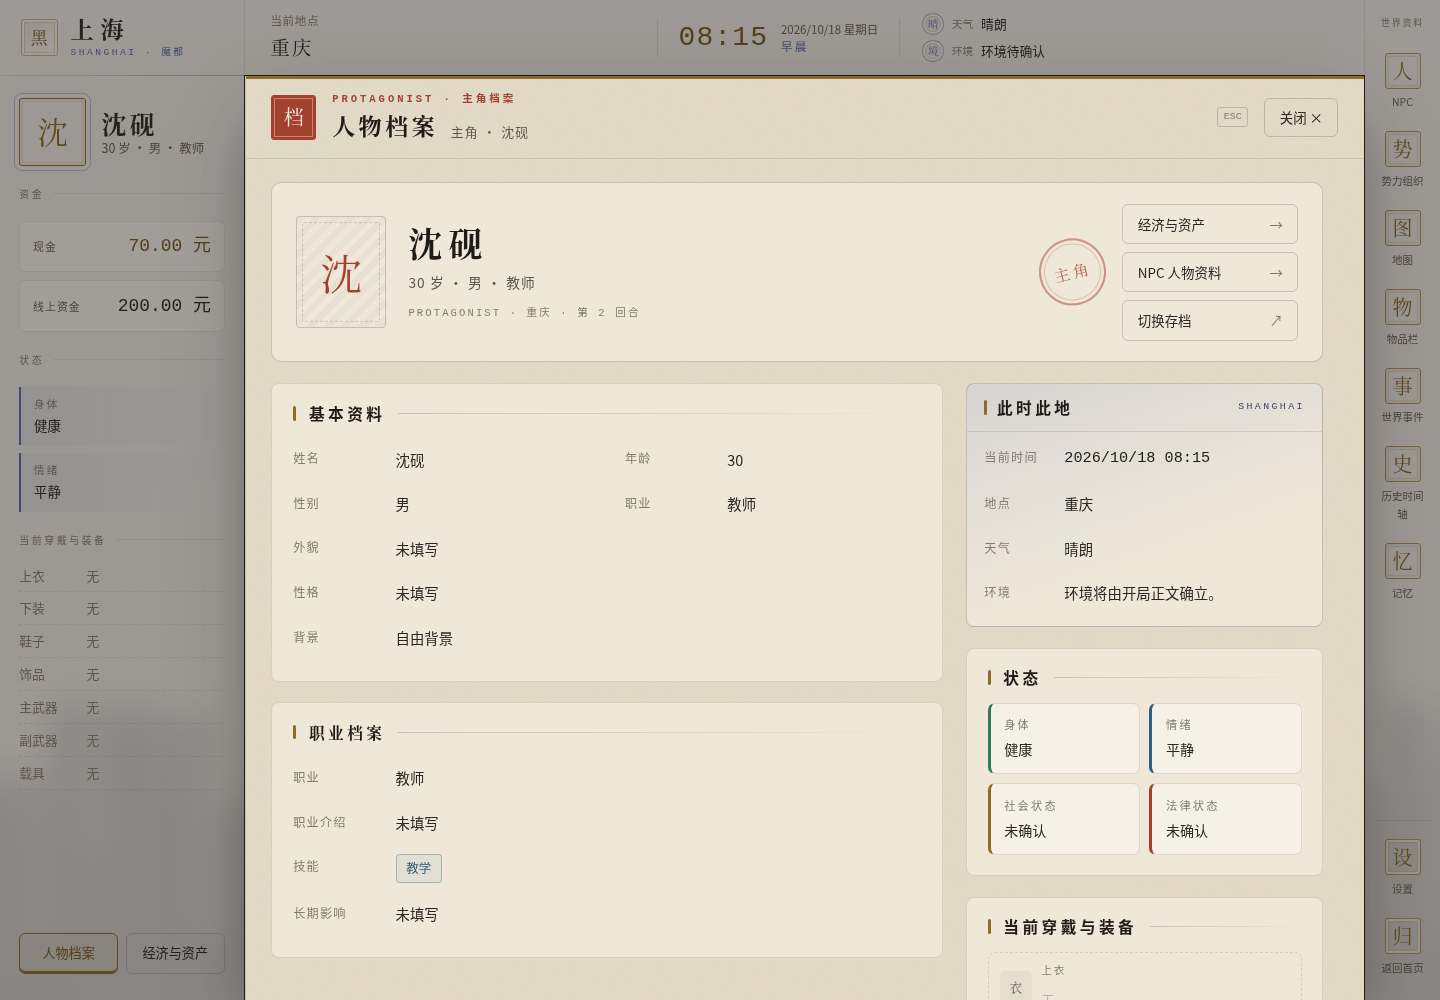 黑
上海
SHANGHAI · 魔都
当前地点
重庆
08:15
2026/10/18 星期日
早晨
晴 天气 晴朗
境 环境 环境待确认
世界资料
沈
沈砚
30 岁 · 男 · 教师
资金
现金 70.00 元
线上资金 200.00 元
状态
身体
健康
情绪
平静
当前穿戴与装备
上衣 无
下装 无
鞋子 无
饰品 无
主武器 无
副武器 无
载具 无
人物档案
经济与资产
档
PROTAGONIST · 主角档案
人物档案 主角 · 沈砚
ESC
关闭 ×
沈
沈砚
30 岁 · 男 · 教师
PROTAGONIST · 重庆 · 第 2 回合
主角
经济与资产 →
NPC 人物资料 →
切换存档 ↗
基本资料
姓名 沈砚 年龄 30
性别 男 职业 教师
外貌 未填写
性格 未填写
背景 自由背景
职业档案
职业 教师
职业介绍 未填写
技能 教学
长期影响 未填写
此时此地 SHANGHAI
当前时间 2026/10/18 08:15
地点 重庆
天气 晴朗
环境 环境将由开局正文确立。
状态
身体
健康
情绪
平静
社会状态
未确认
法律状态
未确认
当前穿戴与装备
衣
上衣
人
NPC
势
势力组织
图
地图
物
物品栏
事
世界事件
史
历史时间
轴
忆
记忆
设
设置
归
返回首页